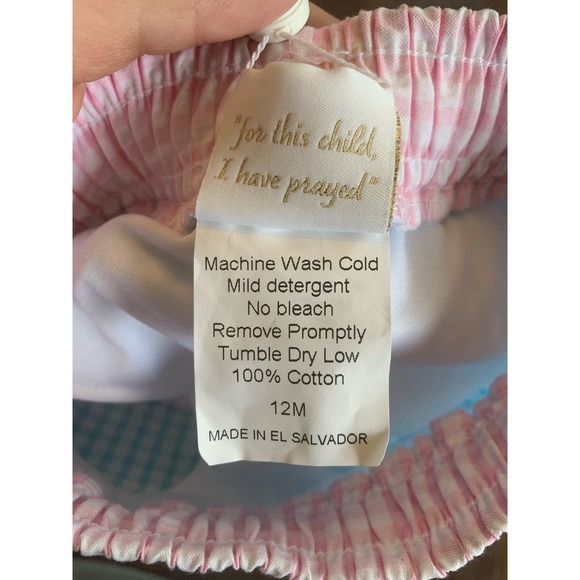 "for this child,
I have prayed"
Machine Wash Cold
Mild detergent
No bleach
Remove Promptly
Tumble Dry Low
100% Cotton
12M
MADE IN EL SALVADOR